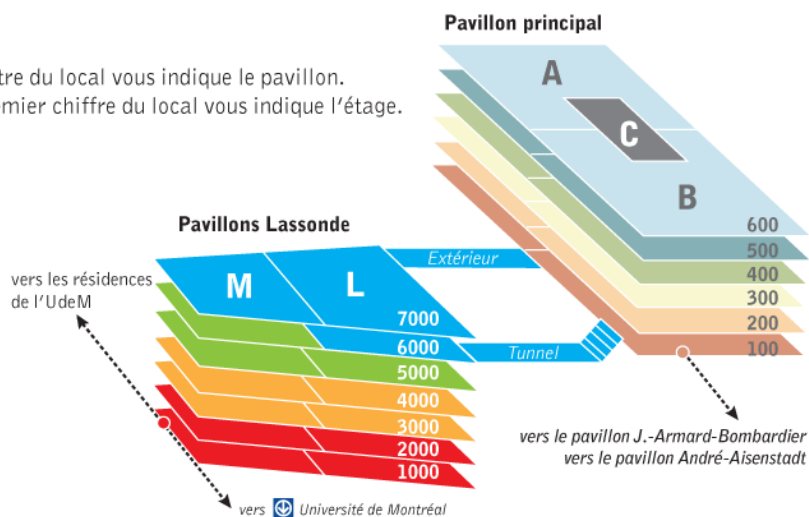 Pavillon principal
tre du local vous indique le pavillon.
emier chiffre du local vous indique l'étage.
A
C
B
600
500
400
300
200
100
Pavillons Lassonde
Extérieur
vers les résidences
de l'UdeM
M
L
7000
6000
Tunnel
5000
4000
3000
2000
1000
vers le pavillon J.-Armard-Bombardier
vers le pavillon André-Aisenstadt
vers Université de Montréal